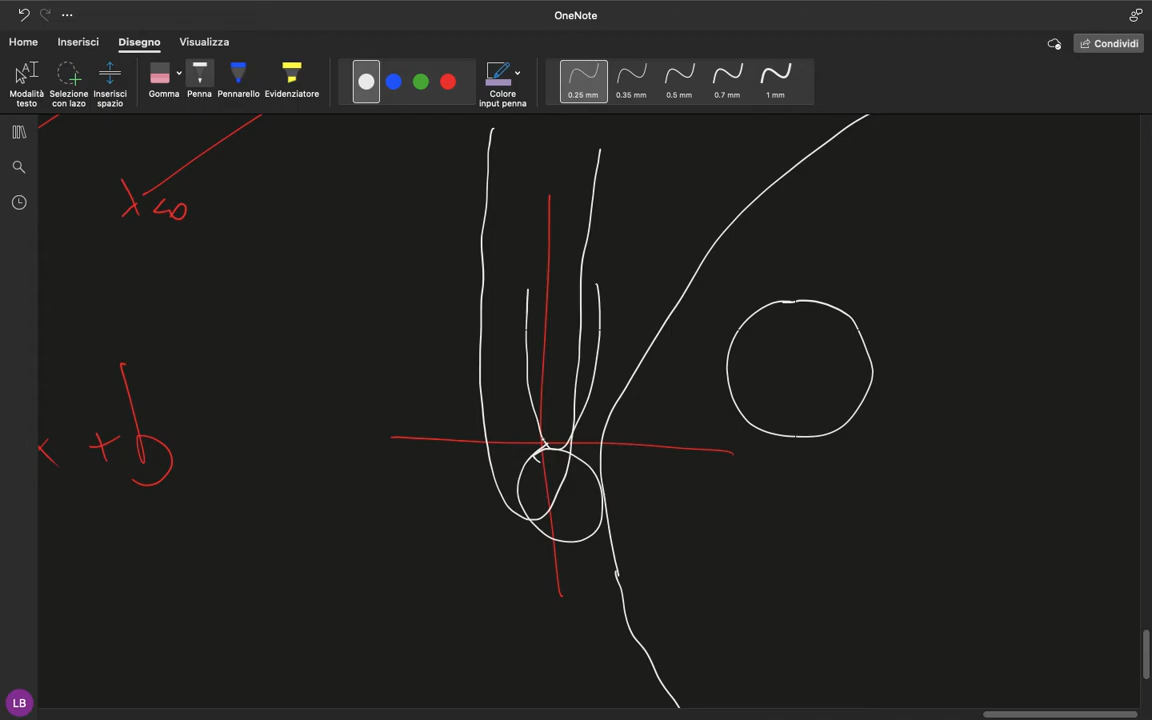 OneNote
Home Inserisci Disegno Visualizza
Condividi
Modalità testo
Selezione con lazo
Inserisci spazio
Gomma
Penna
Pennarello
Evidenziatore
Colore input penna
0.25 mm
0.35 mm
0.5 mm
0.7 mm
1 mm
x<0
+ b
LB